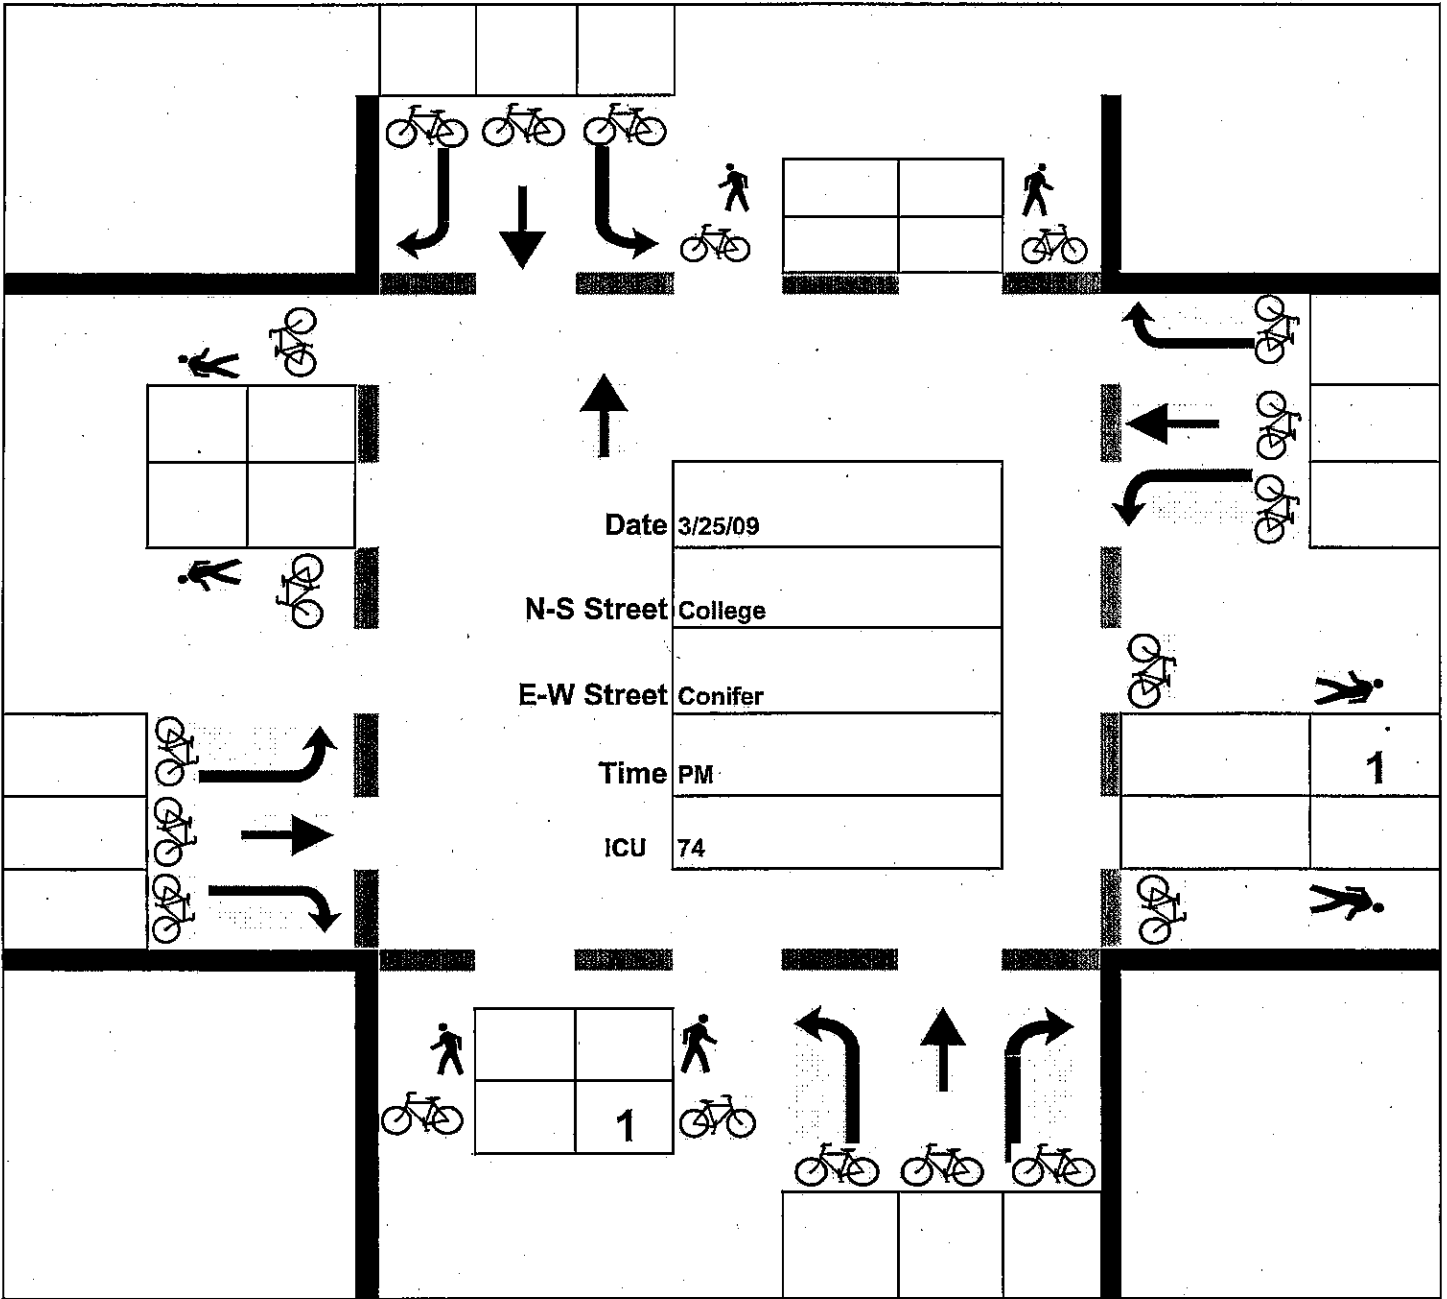 Date 3/25/09
N-S Street College
E-W Street Conifer
Time PM
1
ICU 74
1